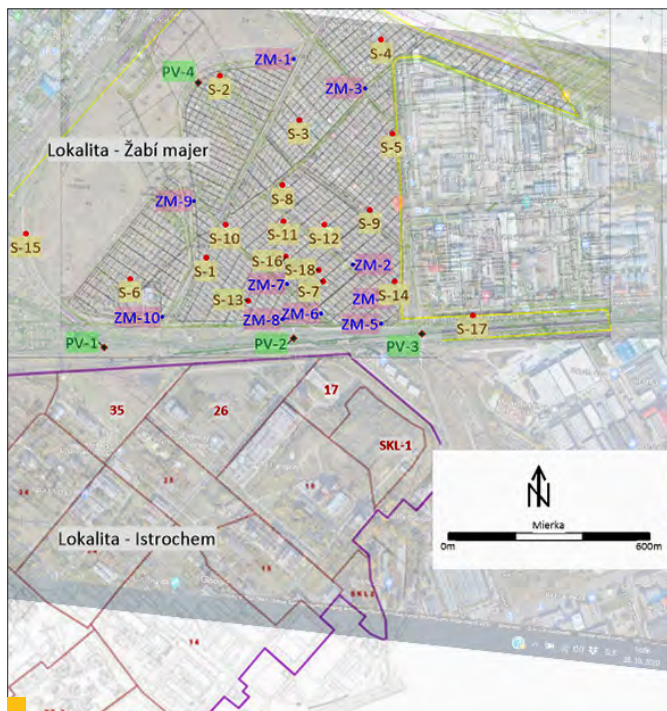 S-4
ZM-1
PV-4
S-2
ZM-3
S-3
S-5
Lokalita - Žabí majer
S-8
ZM-9
S-9
S-11
S-10
S-12
S-15
S-16
S-1
ZM-2
S-18
S-6
ZM-7
S-7
S-14
ZM-
S-13
ZM-6
ZM-10
ZM-8
ZM-5
S-17
PV-1
PV-2
PV-3
17
35
26
SKL-1
Mierka
0m
600m
Lokalita - Istrochem
14